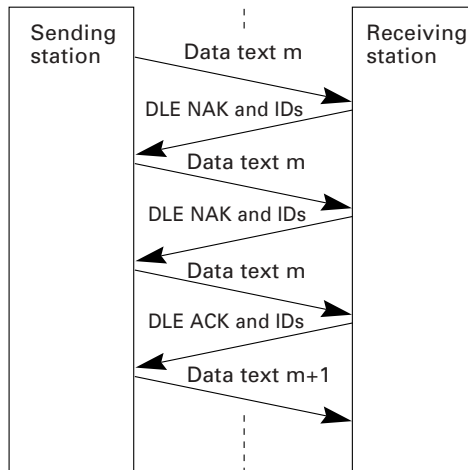 Sending
station
Receiving
station
Data text m
DLE NAK and IDs
Data text m
DLE NAK and IDs
Data text m
DLE ACK and IDs
Data text m+1